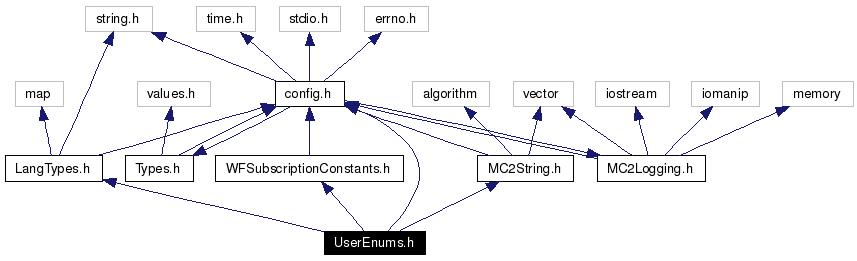 string.h
time.h
stdio.h
errno.h
map
values.h
config.h
algorithm
vector
iostream
iomanip
memory
LangTypes.h
Types.h
WFSubscriptionConstants.h
MC2String.h
MC2Logging.h
UserEnums.h